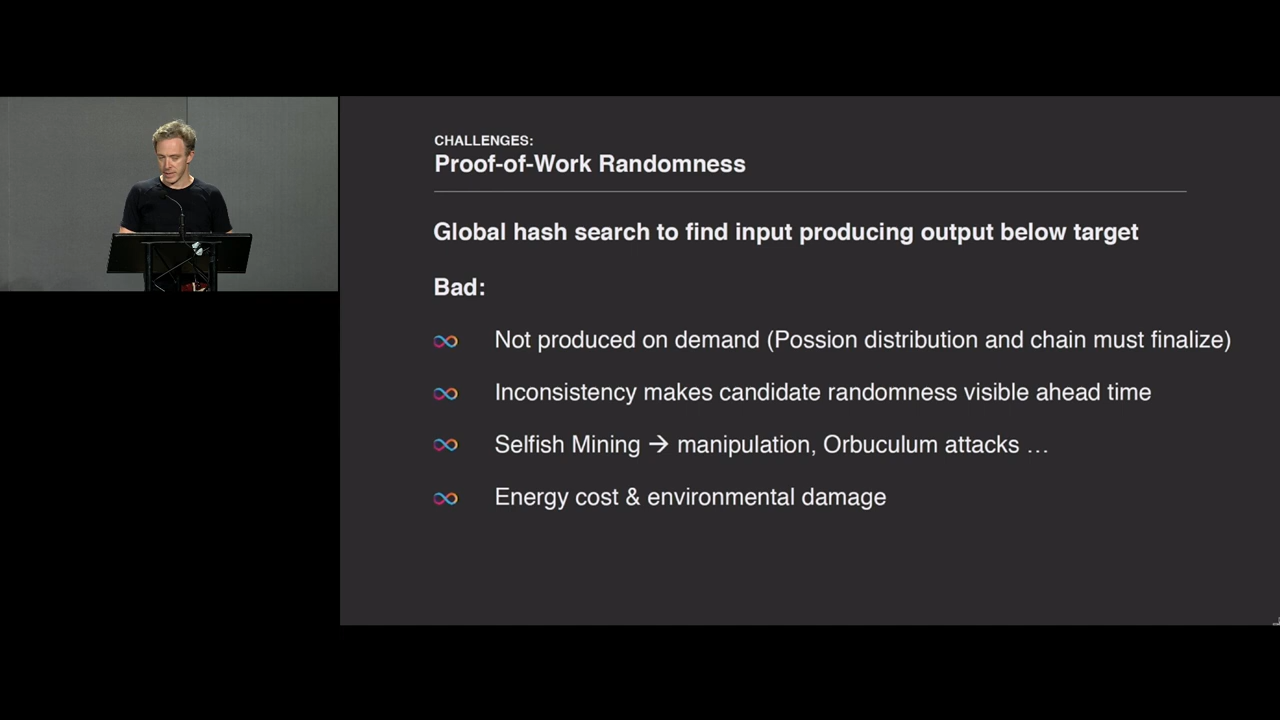 CHALLENGES:
Proof-of-Work Randomness
Global hash search to find input producing output below target
Bad:
Not produced on demand (Possion distribution and chain must finalize)
Inconsistency makes candidate randomness visible ahead time
Selfish Mining → manipulation, Orbuculum attacks …
Energy cost & environmental damage